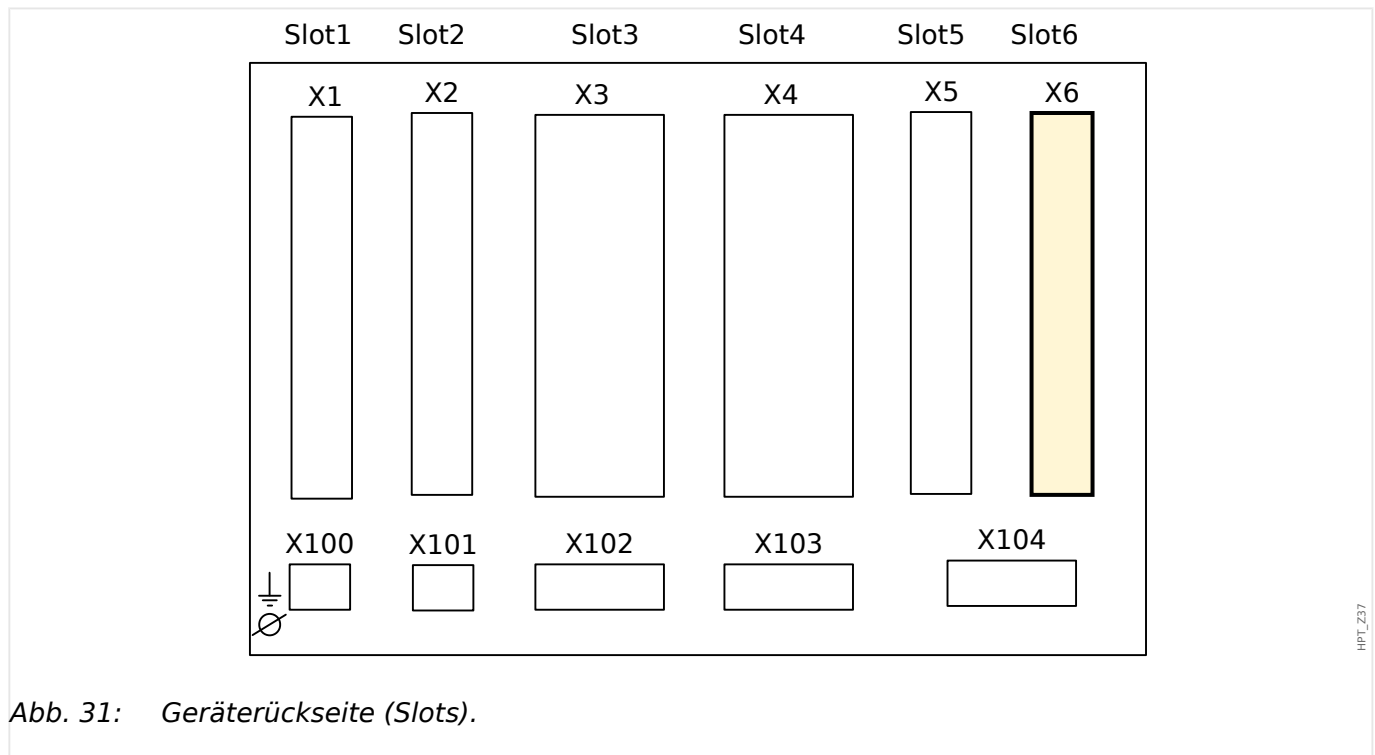 Slot1 Slot2 Slot3 Slot4 Slot5 Slot6
X1 X2 X3 X4 X5 X6
X100 X101 X102 X103 X104
HPT_Z37
Abb. 31: Geräterückseite (Slots).